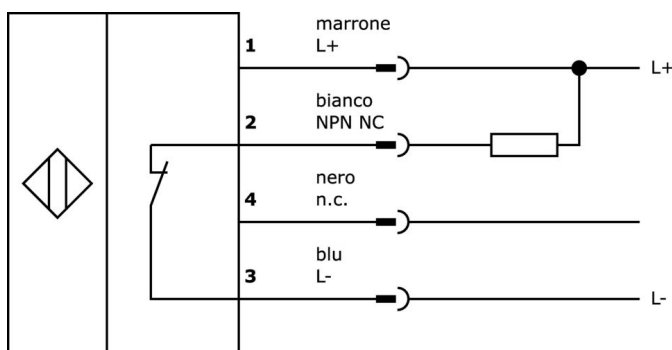 marrone
1 L+
L+
bianco
2 NPN NC
nero
4 n.c.
blu
3 L-
L-